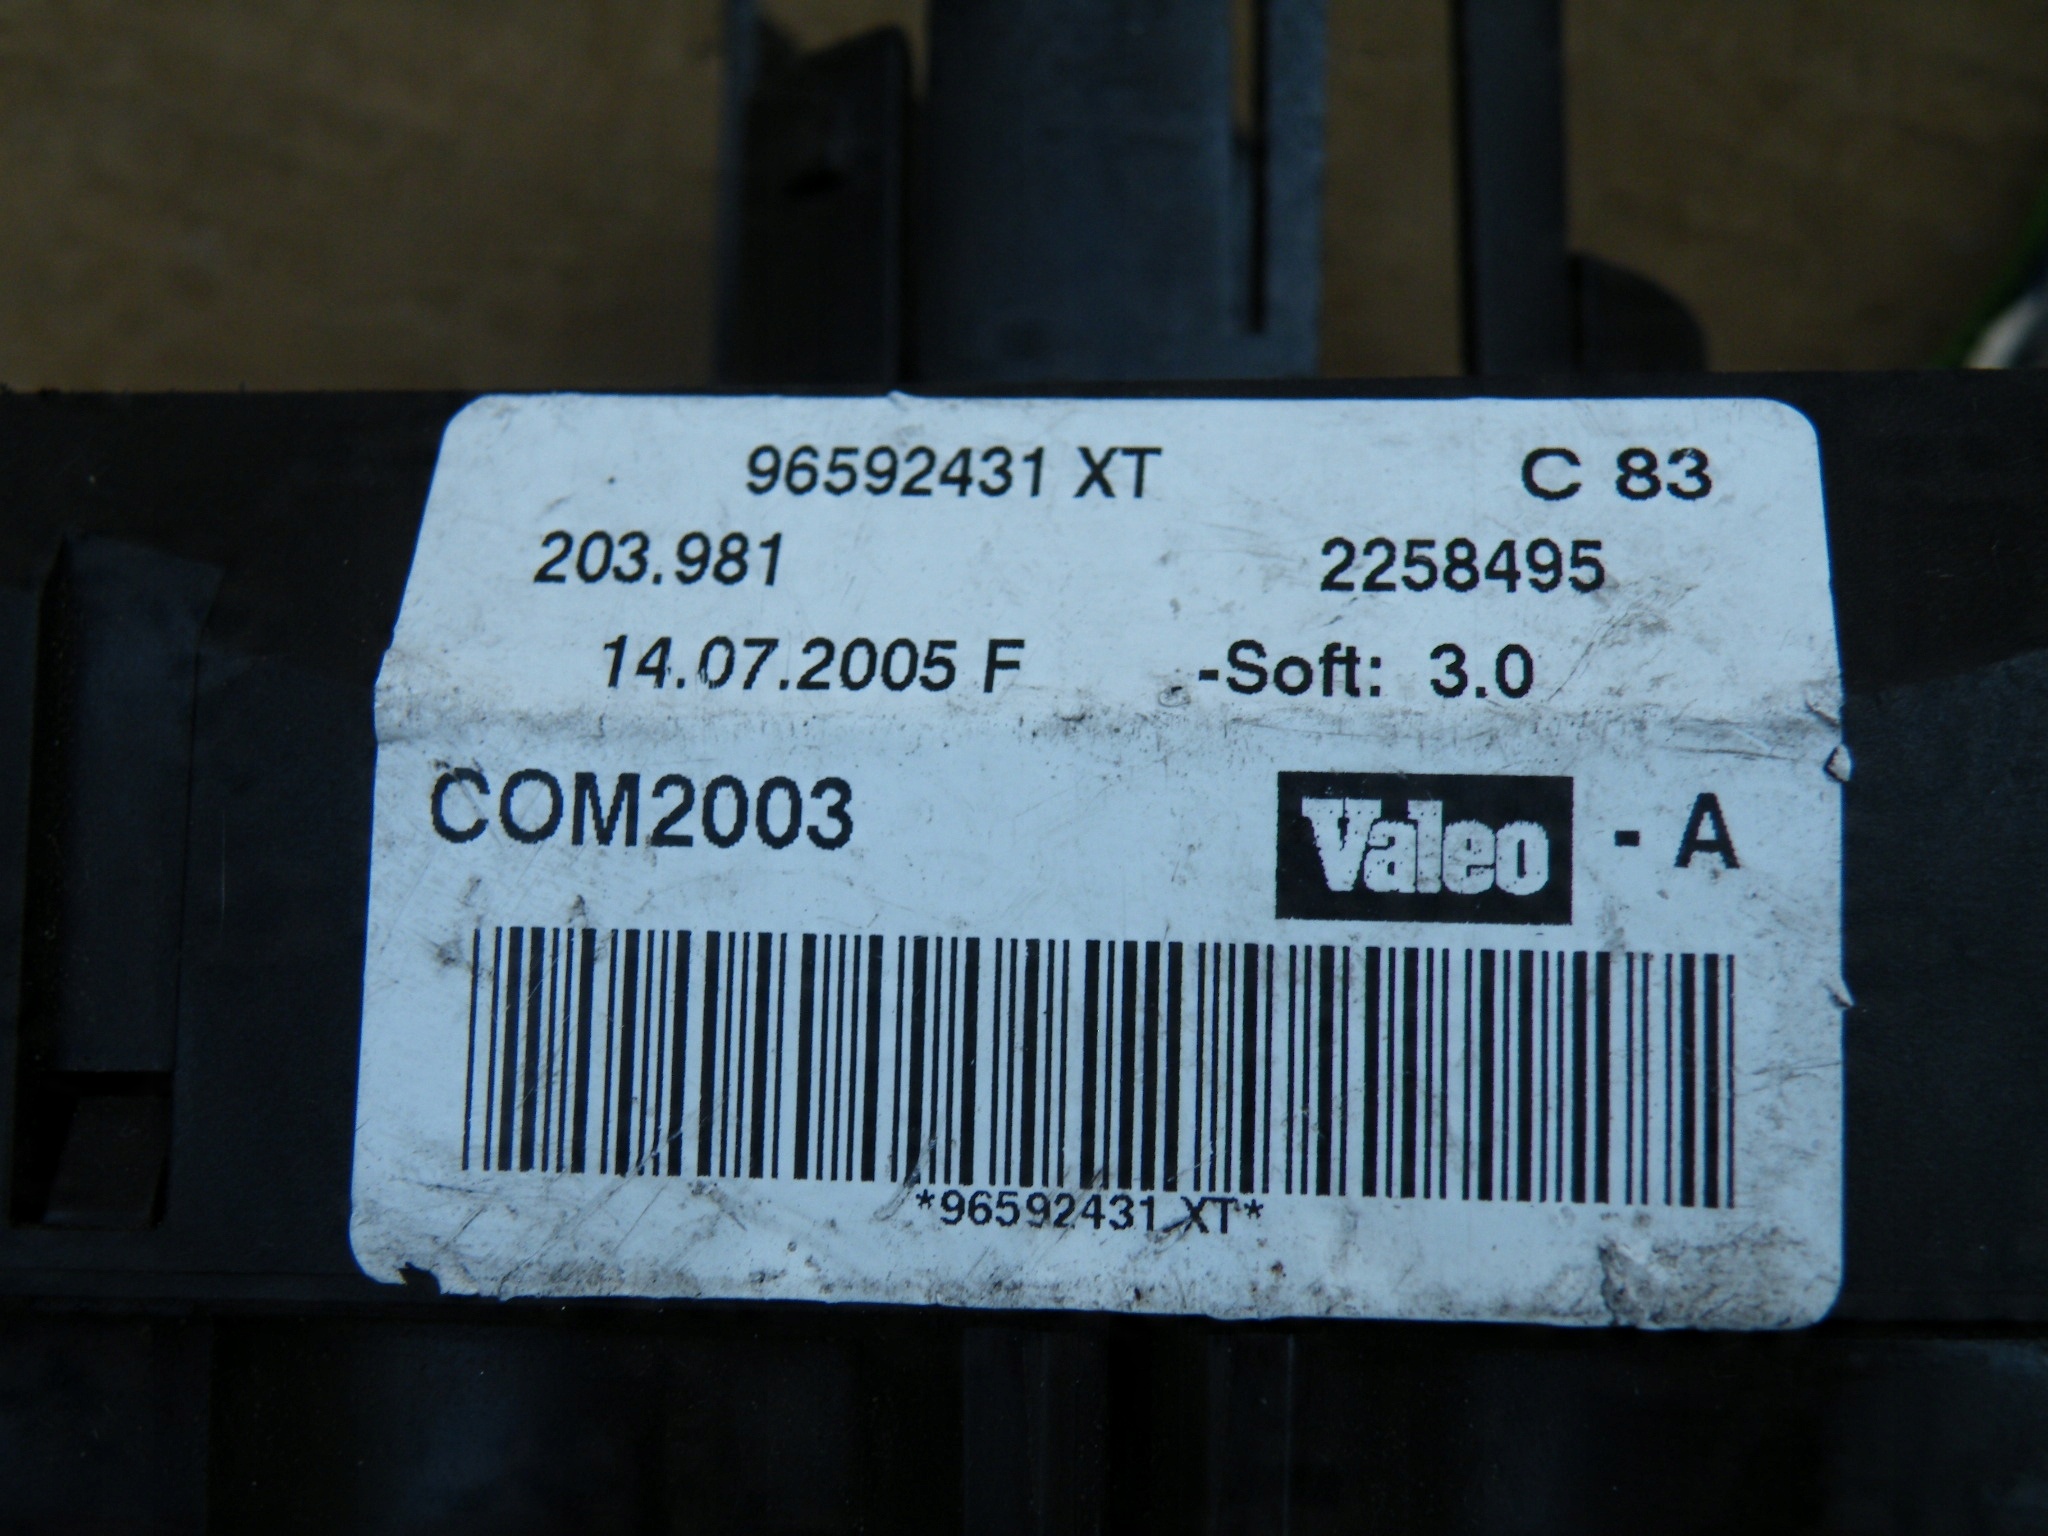 96592431 XT C 83
203.981 2258495
14.07.2005 F -Soft: 3.0
COM2003 Valeo - A
*96592431 XT*